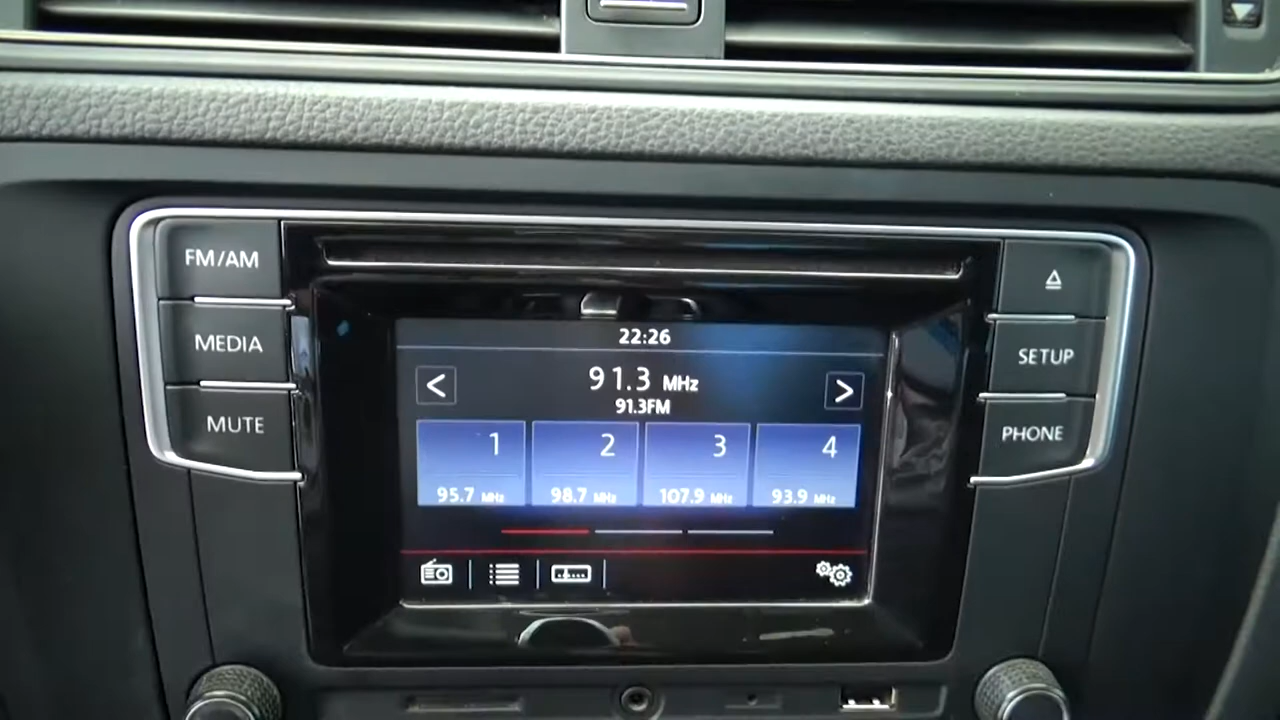 FM/AM
MEDIA
MUTE
22:26
91.3 MHz
91.3FM
1 2 3 4
95.7 MHz 98.7 MHz 107.9 MHz 93.9 MHz
SETUP
PHONE